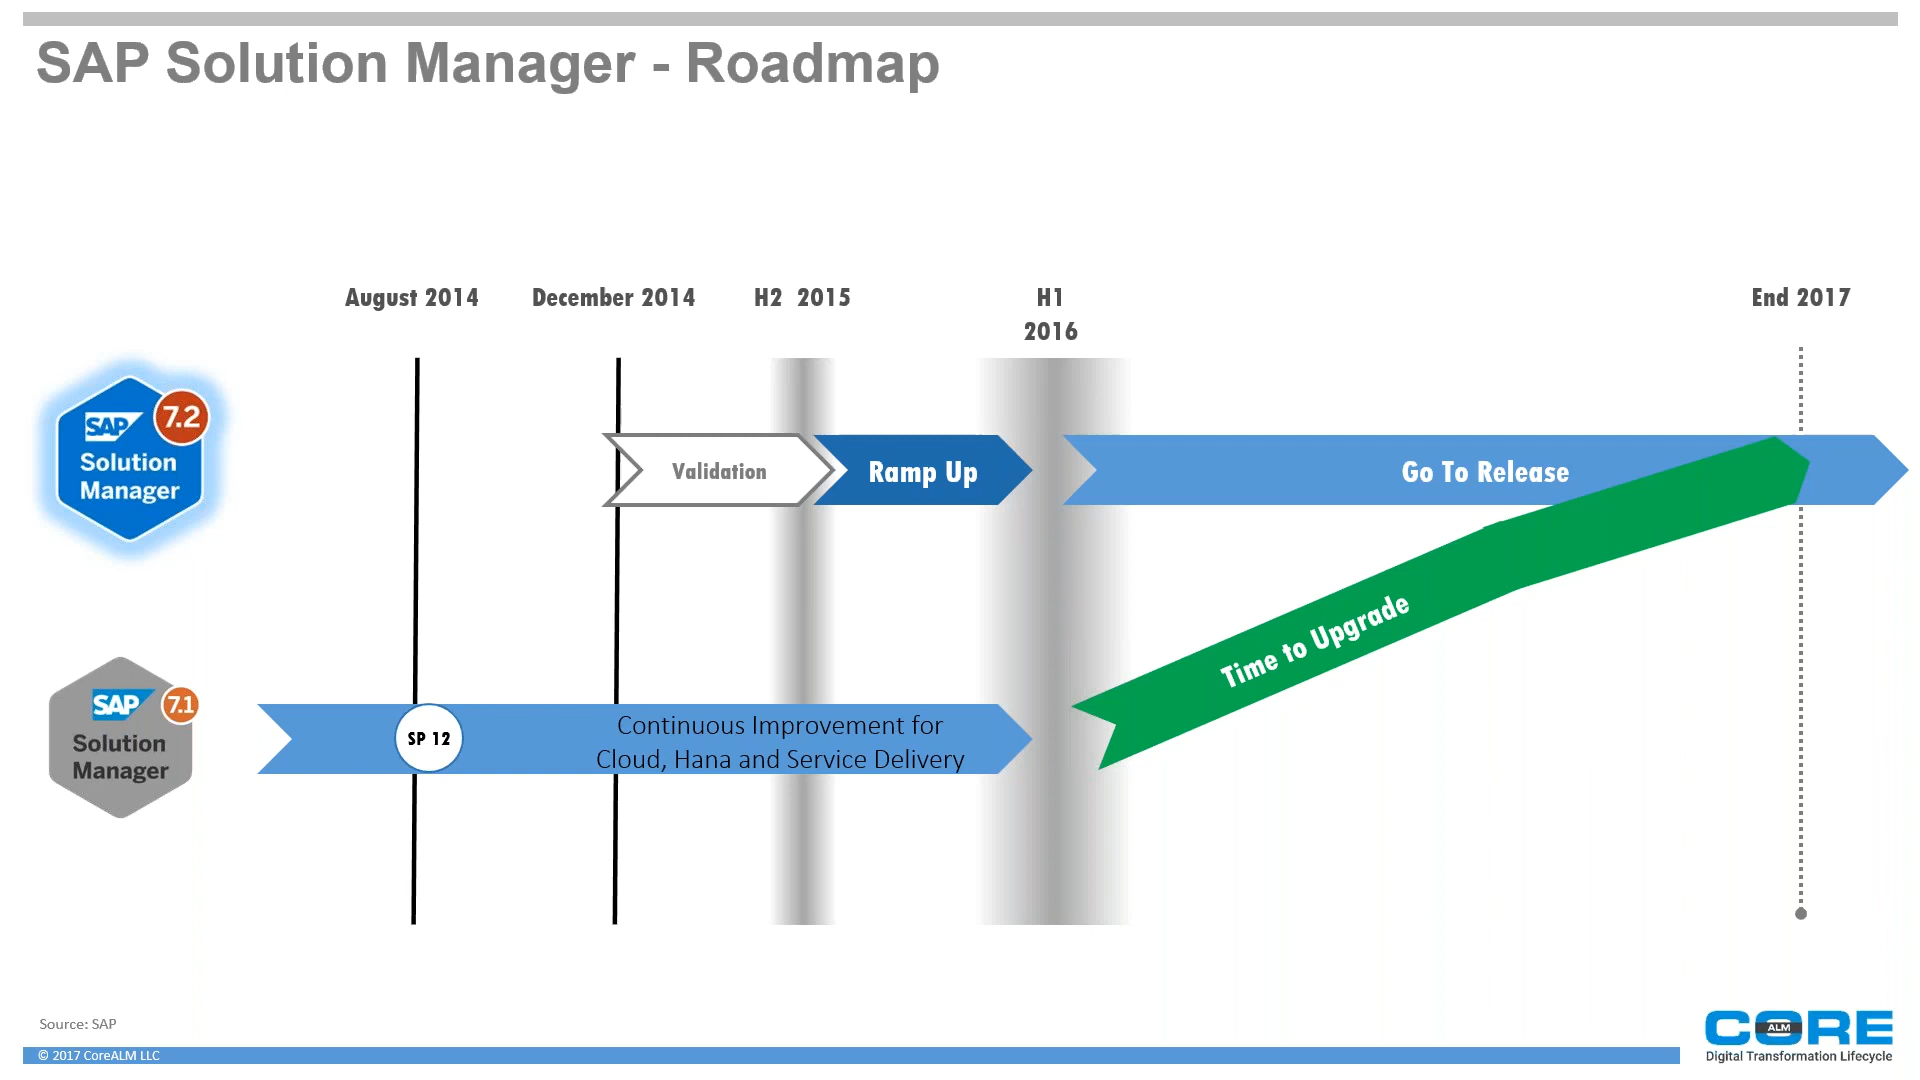 SAP Solution Manager - Roadmap
August 2014
December 2014
H2 2015
H1
2016
End 2017
SAP
7.2
Solution
Manager
Validation
Ramp Up
Go To Release
Time to Upgrade
SAP
7.1
Solution
Manager
SP 12
Continuous Improvement for
Cloud, Hana and Service Delivery
Source: SAP
© 2017 CoreALM LLC
CORE
ALM
Digital Transformation Lifecycle